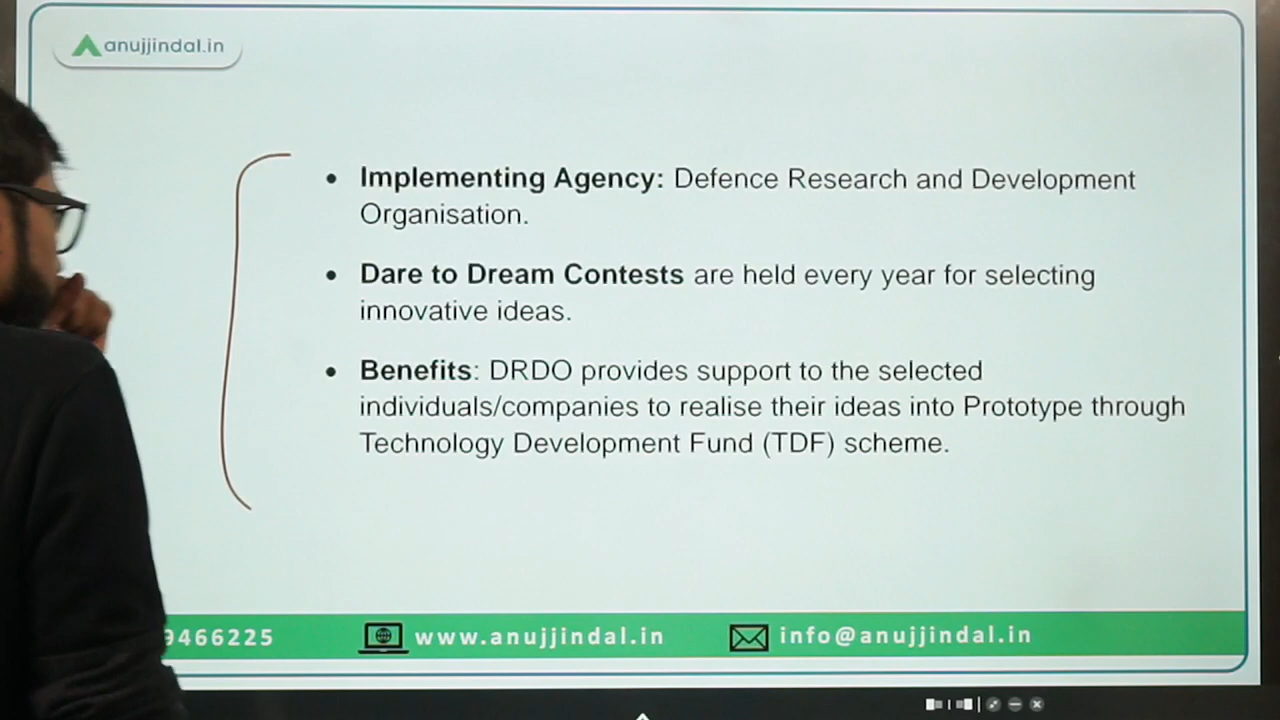 anujjindal.in
• Implementing Agency: Defence Research and Development
Organisation.
• Dare to Dream Contests are held every year for selecting
innovative ideas.
• Benefits: DRDO provides support to the selected
individuals/companies to realise their ideas into Prototype through
Technology Development Fund (TDF) scheme.
9466225 www.anujjindal.in info@anujjindal.in